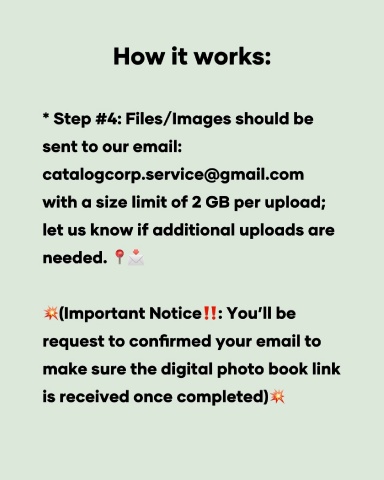 How it works:
* Step #4: Files/Images should be
sent to our email:
catalogcorp.service@gmail.com
with a size limit of 2 GB per upload;
let us know if additional uploads are
needed. 📍📩
💥(Important Notice‼️: You’ll be
request to confirmed your email to
make sure the digital photo book link
is received once completed)💥